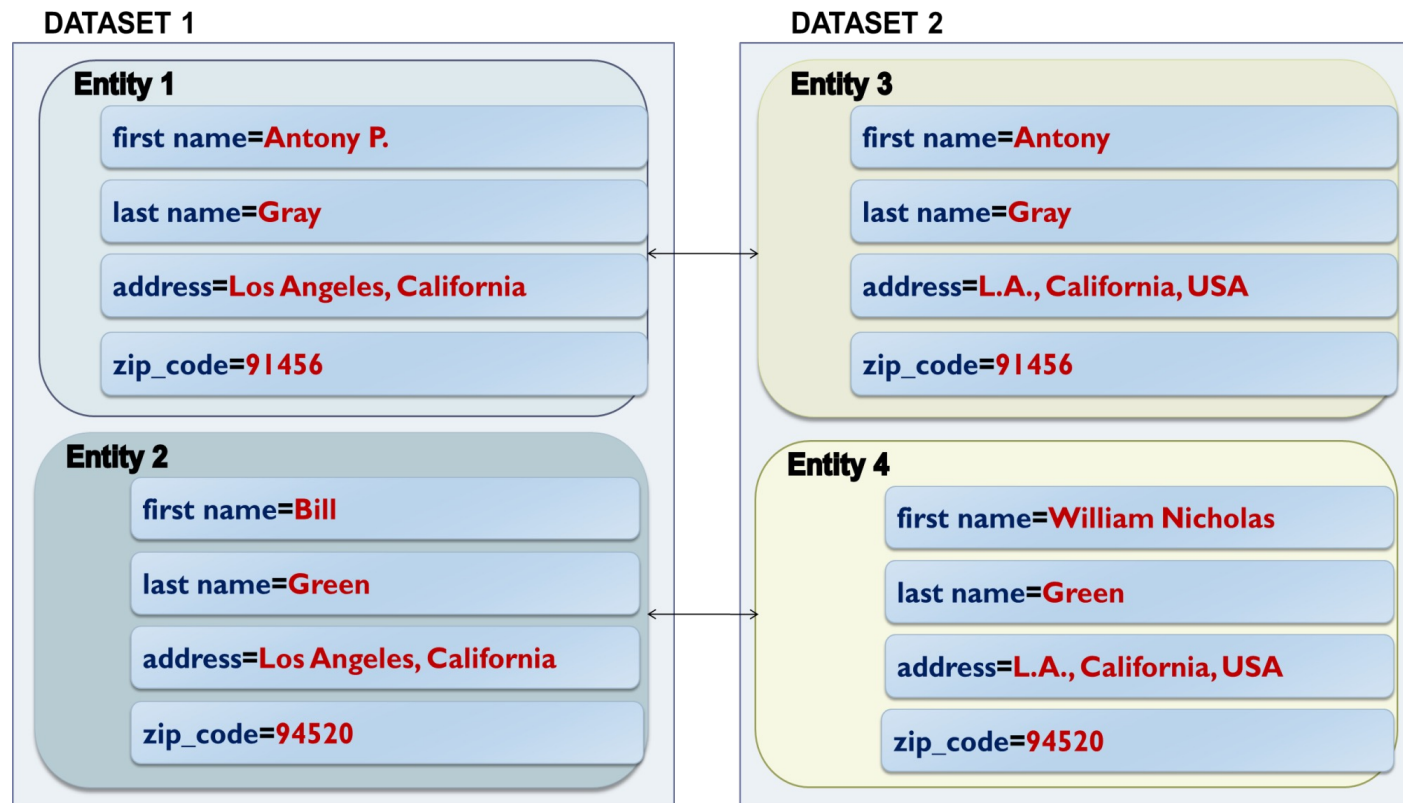 DATASET 1
Entity 1
first name=Antony P.
last name=Gray
address=Los Angeles, California
zip_code=91456
Entity 2
first name=Bill
last name=Green
address=Los Angeles, California
zip_code=94520
DATASET 2
Entity 3
first name=Antony
last name=Gray
address=L.A., California, USA
zip_code=91456
Entity 4
first name=William Nicholas
last name=Green
address=L.A., California, USA
zip_code=94520